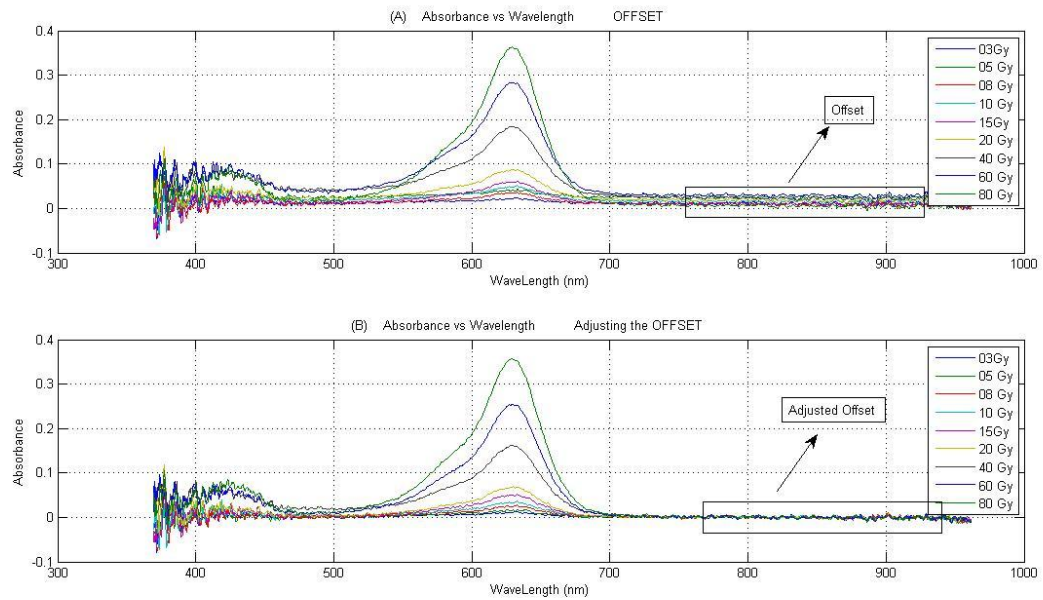 (A) Absorbance vs Wavelength OFFSET
0.4
0.3
0.2
0.1
0
-0.1
Absorbance
300 400 500 600 700 800 900 1000
WaveLength (nm)
Offset
03Gy
05 Gy
08 Gy
10 Gy
15Gy
20 Gy
40 Gy
60 Gy
80 Gy
(B) Absorbance vs Wavelength Adjusting the OFFSET
0.4
0.3
0.2
0.1
0
-0.1
Absorbance
300 400 500 600 700 800 900 1000
WaveLength (nm)
Adjusted Offset
03Gy
05 Gy
08 Gy
10 Gy
15Gy
20 Gy
40 Gy
60 Gy
80 Gy